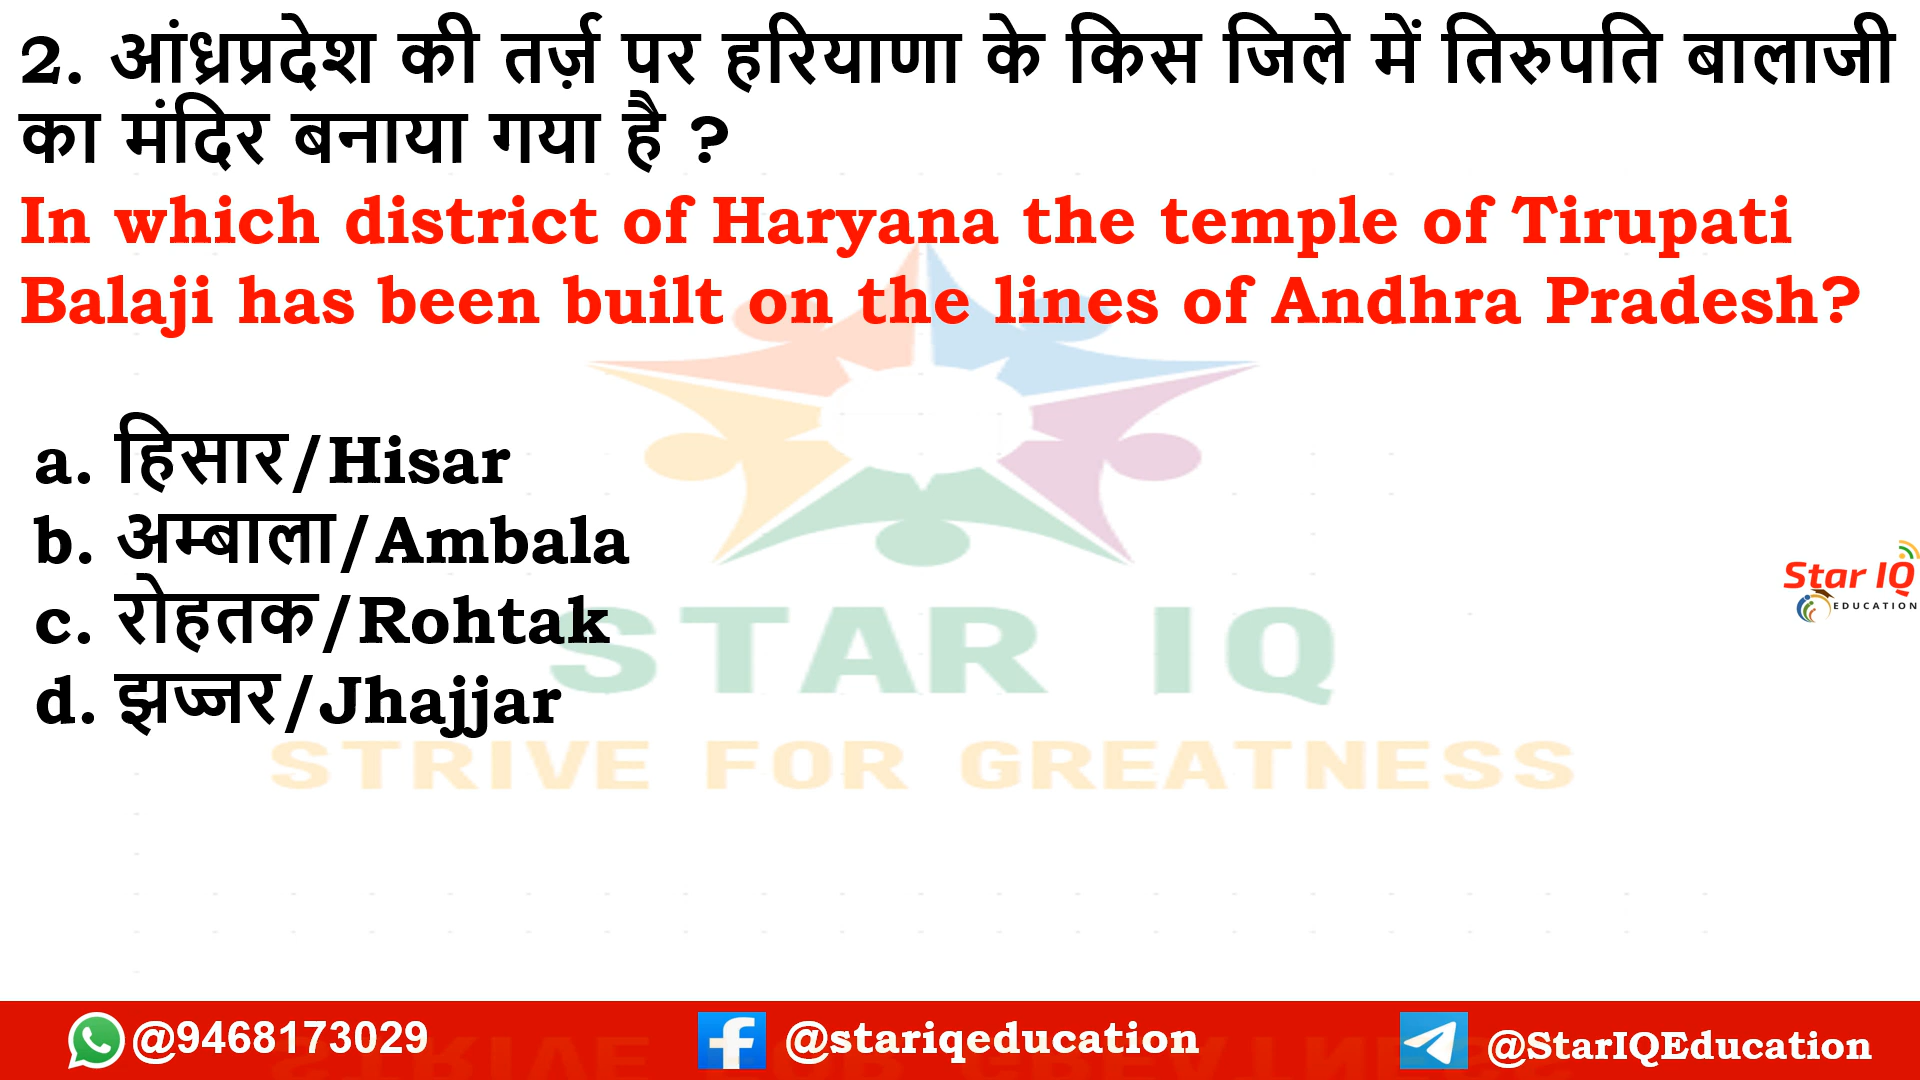 2. आंध्रप्रदेश की तर्ज़ पर हरियाणा के किस जिले में तिरुपति बालाजी
का मंदिर बनाया गया है ?
In which district of Haryana the temple of Tirupati
Balaji has been built on the lines of Andhra Pradesh?
a. हिसार/Hisar
b. अम्बाला/Ambala
c. रोहतक/Rohtak
d. झज्जर/Jhajjar
STAR IQ
STRIVE FOR GREATNESS
Star IQ
EDUCATION
@9468173029 @stariqeducation @StarIQEducation